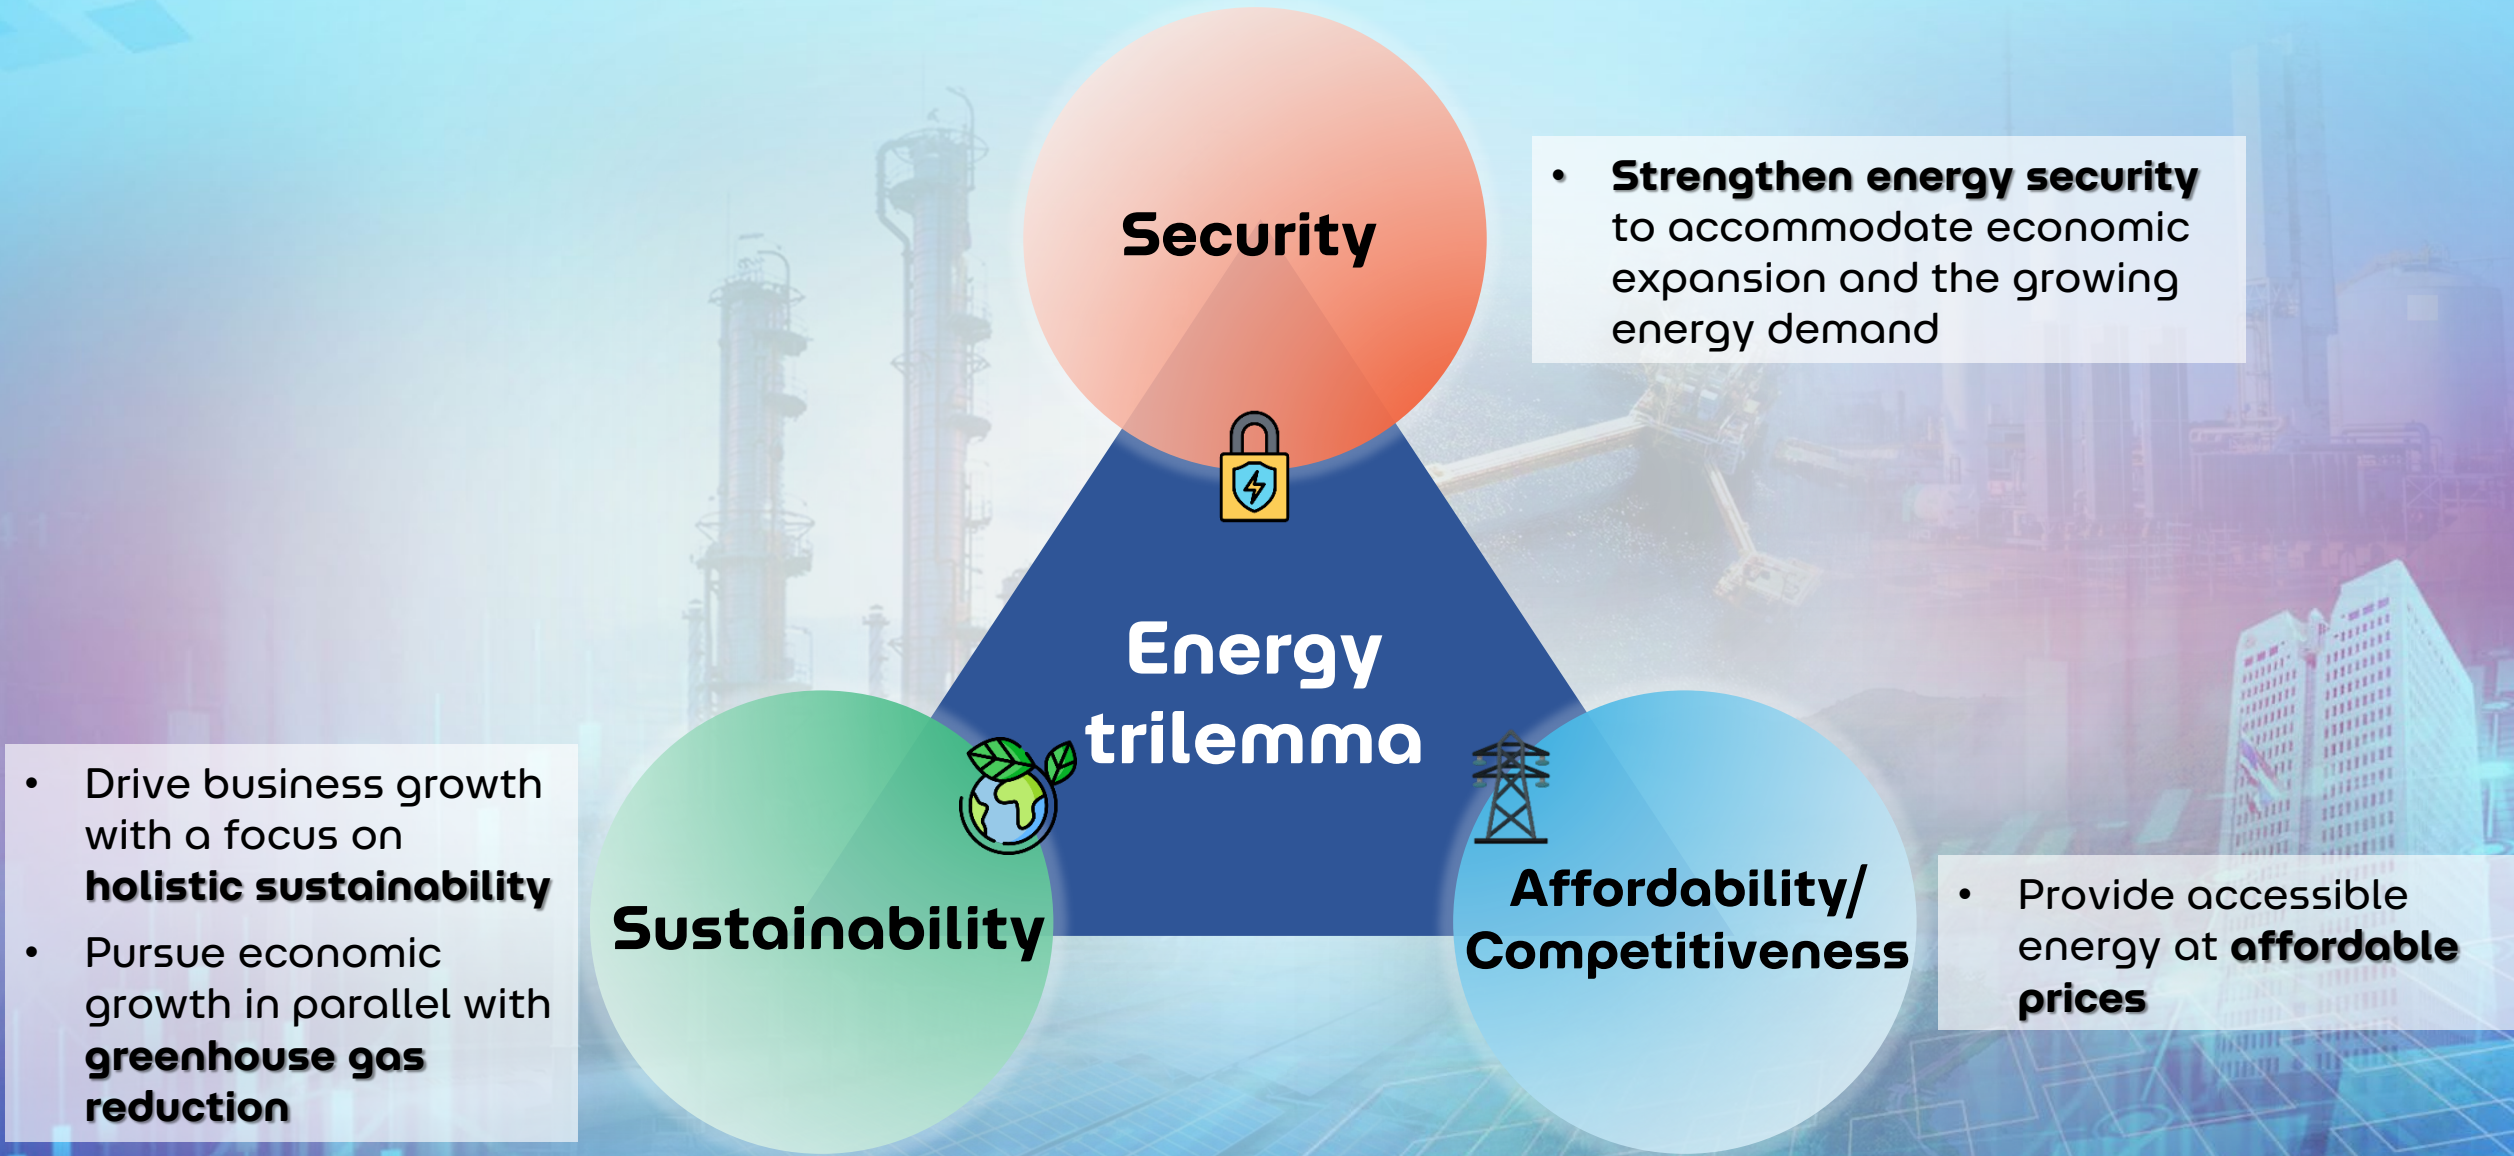 Security
• Strengthen energy security
to accommodate economic
expansion and the growing
energy demand
Energy
trilemma
• Drive business growth
with a focus on
holistic sustainability
• Pursue economic
growth in parallel with
greenhouse gas
reduction
Sustainability
Affordability/
Competitiveness
• Provide accessible
energy at affordable
prices